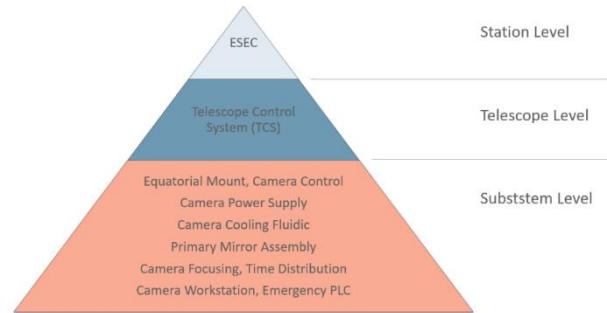 ESEC
Station Level
Telescope Control
System (TCS)
Telescope Level
Equatorial Mount, Camera Control
Camera Power Supply
Camera Cooling Fluidic
Primary Mirror Assembly
Camera Focusing, Time Distribution
Camera Workstation, Emergency PLC
Subststem Level